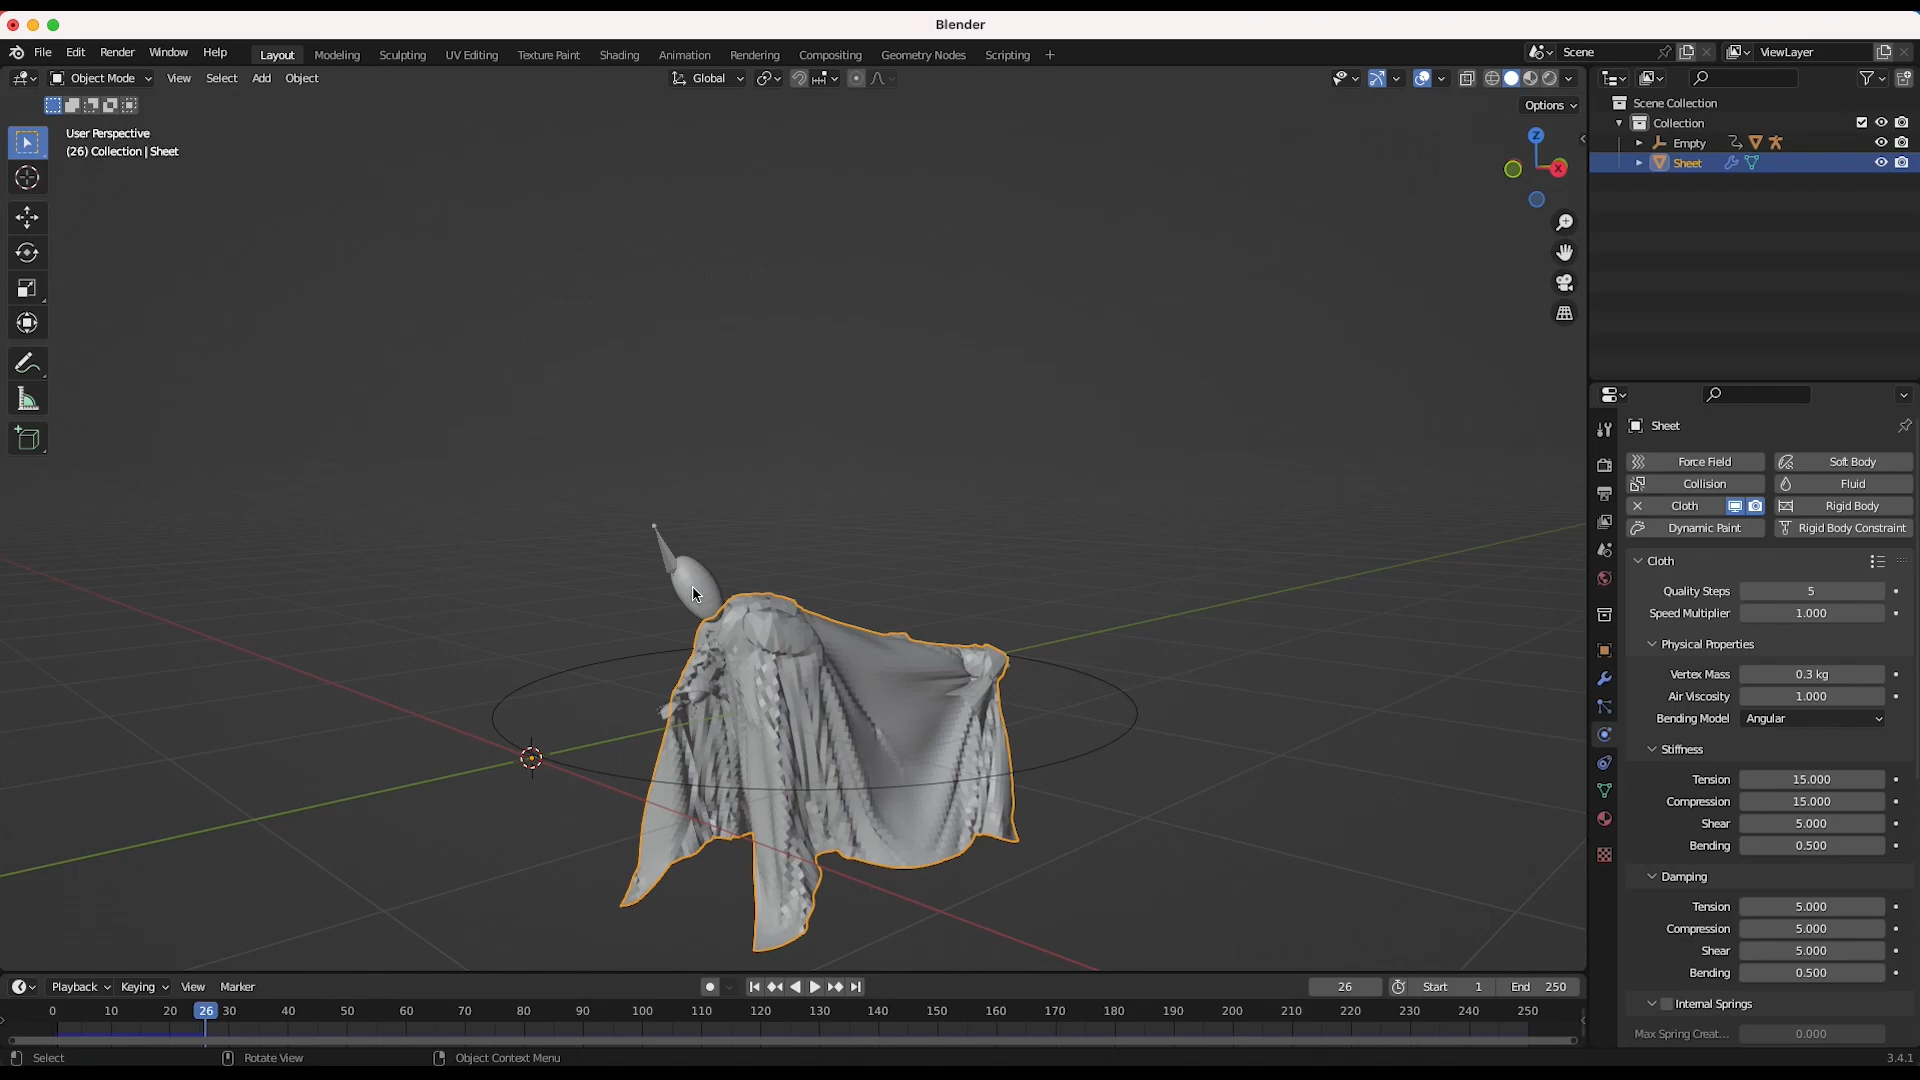 Blender
File Edit Render Window Help Layout Modeling Sculpting UV Editing Texture Paint Shading Animation Rendering Compositing Geometry Nodes Scripting + Scene ViewLayer
Object Mode View Select Add Object Global
Options
User Perspective
(26) Collection | Sheet
Z
X
Scene Collection
Collection
Empty
Sheet
Sheet
Force Field Soft Body
Collision Fluid
Cloth Rigid Body
Dynamic Paint Rigid Body Constraint
Cloth
Quality Steps 5
Speed Multiplier 1.000
Physical Properties
Vertex Mass 0.3 kg
Air Viscosity 1.000
Bending Model Angular
Stiffness
Tension 15.000
Compression 15.000
Shear 5.000
Bending 0.500
Damping
Tension 5.000
Compression 5.000
Shear 5.000
Bending 0.500
Internal Springs
Max Spring Creat... 0.000
Playback Keying View Marker 26 Start 1 End 250
0 10 20 26 30 40 50 60 70 80 90 100 110 120 130 140 150 160 170 180 190 200 210 220 230 240 250
Select Rotate View Object Context Menu 3.4.1